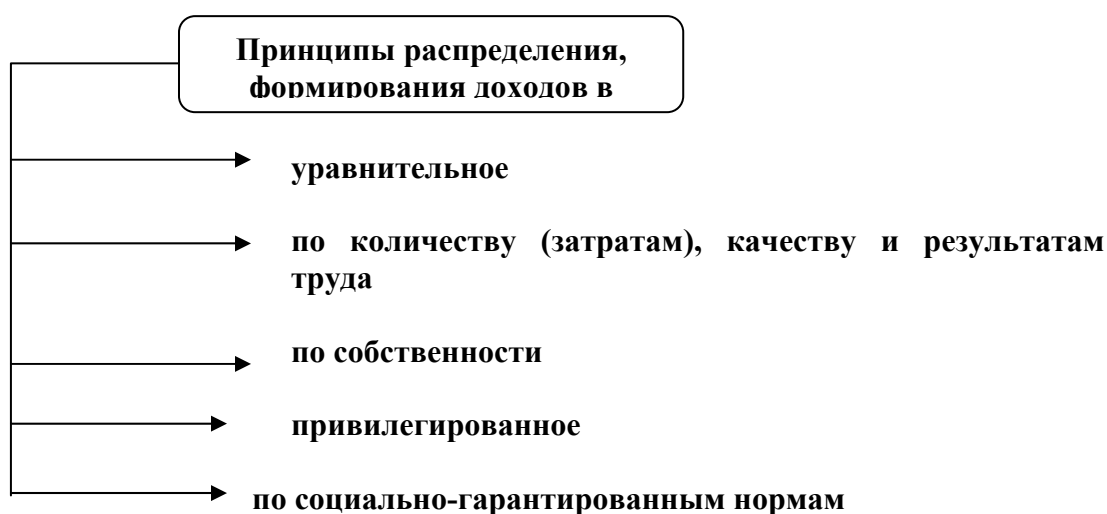 Принципы распределения,
формирования доходов в
уравнительное
по количеству (затратам), качеству и результатам
труда
по собственности
привилегированное
по социально-гарантированным нормам